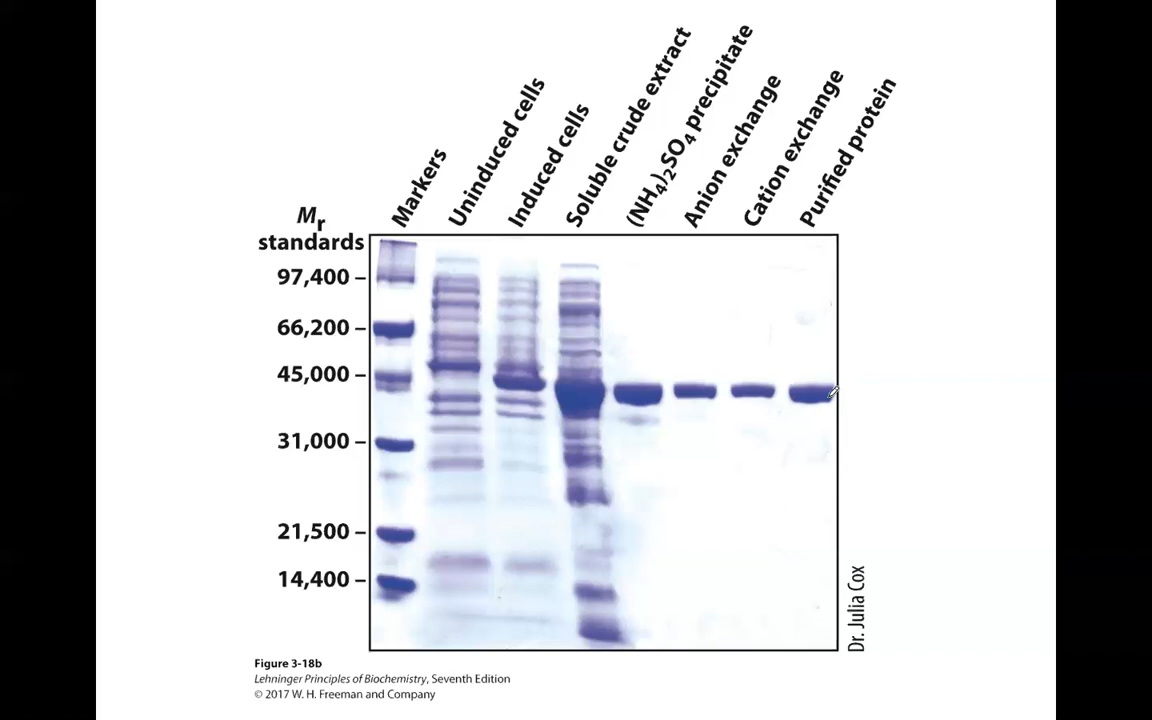 Markers
Uninduced cells
Induced cells
Soluble crude extract
(NH4)2SO4 precipitate
Anion exchange
Cation exchange
Purified protein
Mr
standards
97,400
66,200
45,000
31,000
21,500
14,400
Dr. Julia Cox
Figure 3-18b
Lehninger Principles of Biochemistry, Seventh Edition
© 2017 W. H. Freeman and Company